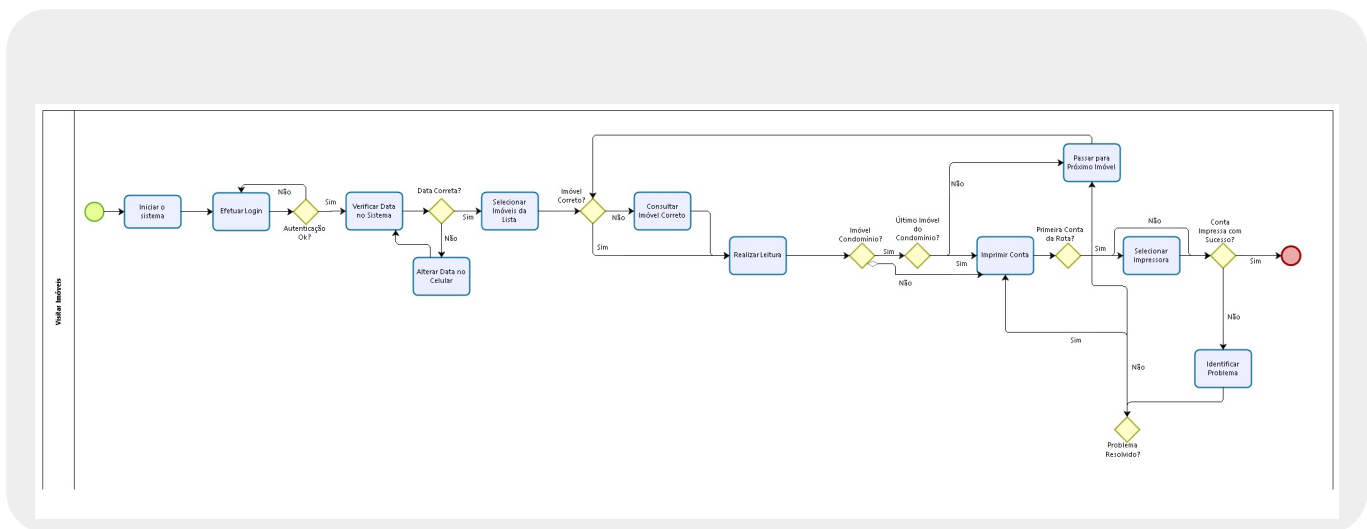 Visitar Imóveis
Iniciar o
sistema
Efetuar Login
Não
Autenticação
Ok?
Sim
Verificar Data
no Sistema
Data Correta?
Sim
Não
Alterar Data no
Celular
Selecionar
Imóveis da
Lista
Imóvel
Correto?
Não
Sim
Consultar
Imóvel Correto
Realizar Leitura
Imóvel
Condomínio?
Sim
Não
Último Imóvel
do
Condomínio?
Não
Sim
Imprimir Conta
Passar para
Próximo Imóvel
Primeira Conta
da Rota?
Sim
Não
Selecionar
Impressora
Conta
Impressa com
Sucesso?
Sim
Não
Identificar
Problema
Sim
Não
Problema
Resolvido?